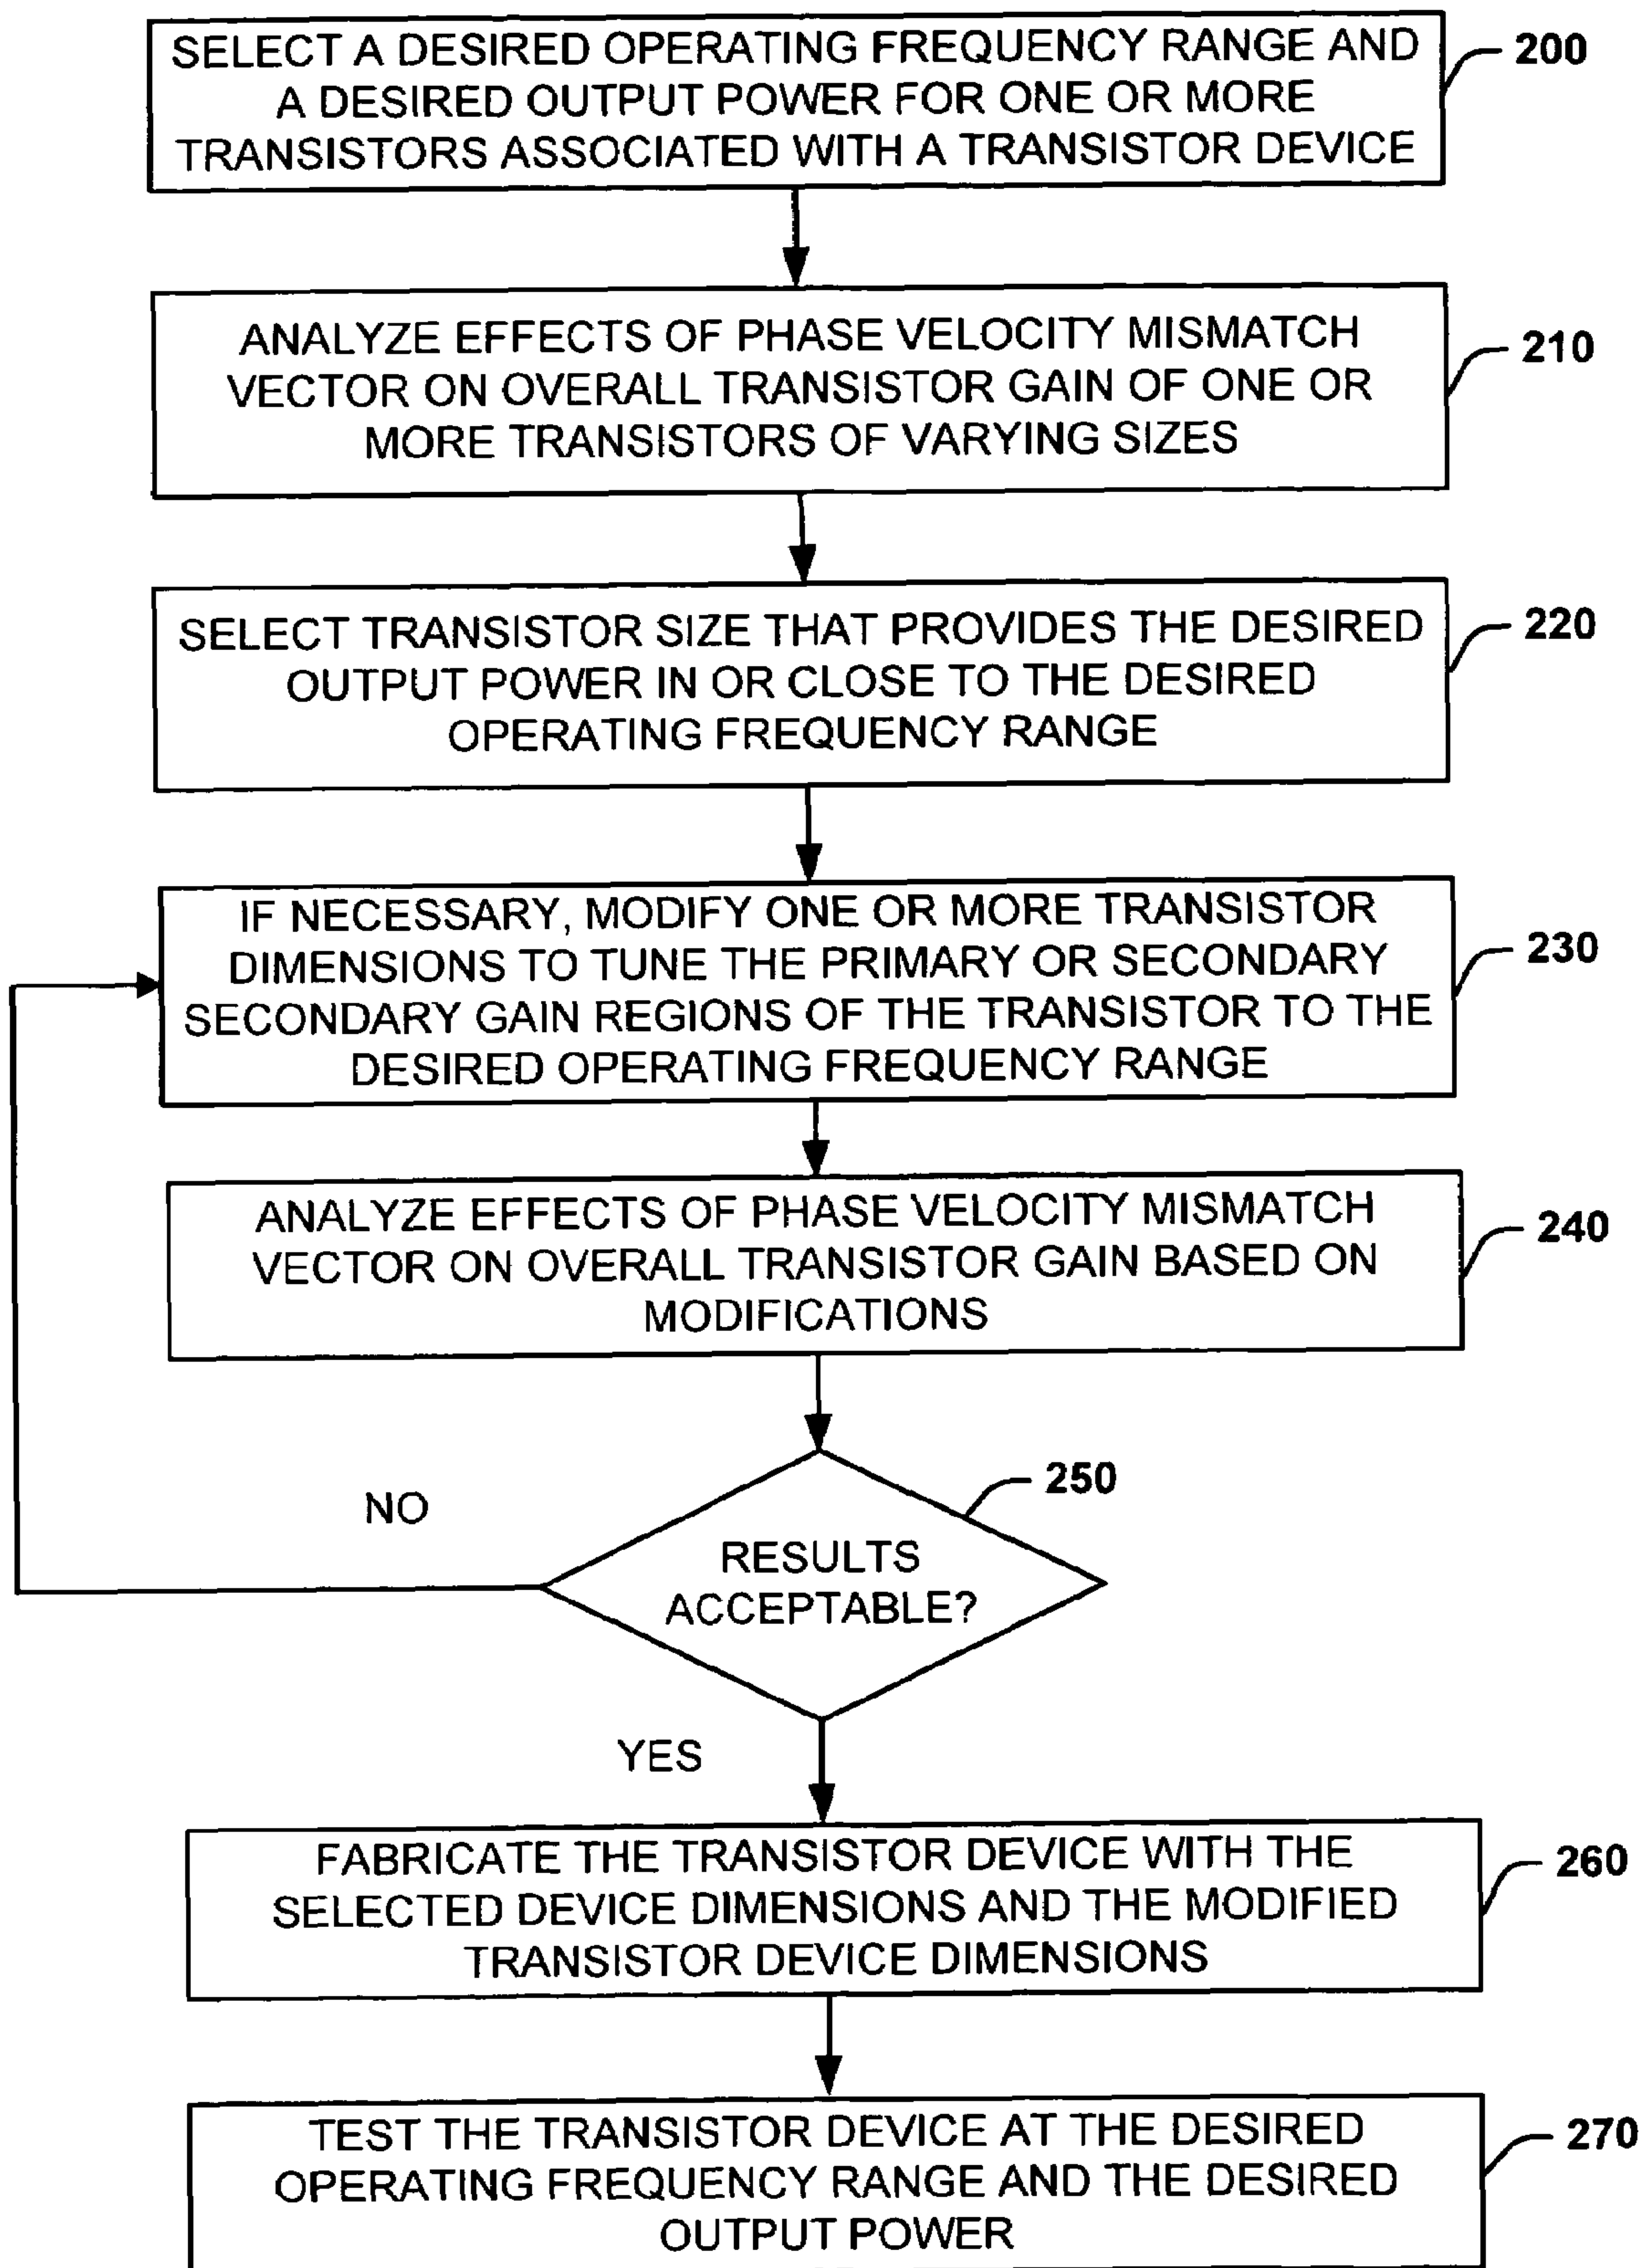 SELECT A DESIRED OPERATING FREQUENCY RANGE AND
A DESIRED OUTPUT POWER FOR ONE OR MORE
TRANSISTORS ASSOCIATED WITH A TRANSISTOR DEVICE
200
ANALYZE EFFECTS OF PHASE VELOCITY MISMATCH
VECTOR ON OVERALL TRANSISTOR GAIN OF ONE OR
MORE TRANSISTORS OF VARYING SIZES
210
SELECT TRANSISTOR SIZE THAT PROVIDES THE DESIRED
OUTPUT POWER IN OR CLOSE TO THE DESIRED
OPERATING FREQUENCY RANGE
220
IF NECESSARY, MODIFY ONE OR MORE TRANSISTOR
DIMENSIONS TO TUNE THE PRIMARY OR SECONDARY
SECONDARY GAIN REGIONS OF THE TRANSISTOR TO THE
DESIRED OPERATING FREQUENCY RANGE
230
ANALYZE EFFECTS OF PHASE VELOCITY MISMATCH
VECTOR ON OVERALL TRANSISTOR GAIN BASED ON
MODIFICATIONS
240
250
NO
RESULTS
ACCEPTABLE?
YES
FABRICATE THE TRANSISTOR DEVICE WITH THE
SELECTED DEVICE DIMENSIONS AND THE MODIFIED
TRANSISTOR DEVICE DIMENSIONS
260
TEST THE TRANSISTOR DEVICE AT THE DESIRED
OPERATING FREQUENCY RANGE AND THE DESIRED
OUTPUT POWER
270